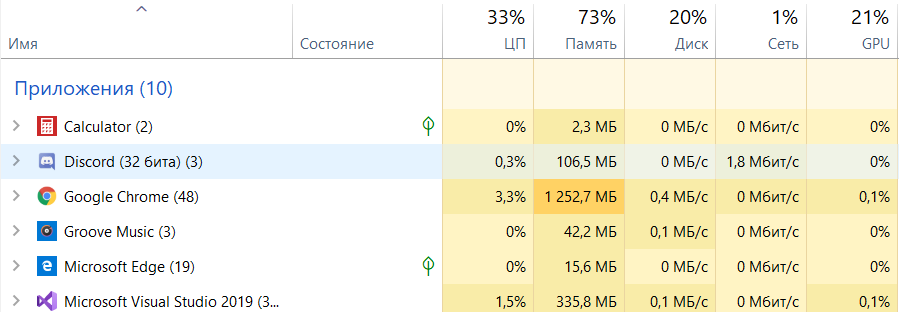 33% 73% 20% 1% 21%
Имя Состояние ЦП Память Диск Сеть GPU
Приложения (10)
Calculator (2) 0% 2,3 МБ 0 МБ/с 0 Мбит/с 0%
Discord (32 бита) (3) 0,3% 106,5 МБ 0 МБ/с 1,8 Мбит/с 0%
Google Chrome (48) 3,3% 1 252,7 МБ 0,4 МБ/с 0 Мбит/с 0,1%
Groove Music (3) 0% 42,2 МБ 0,1 МБ/с 0 Мбит/с 0%
Microsoft Edge (19) 0% 15,6 МБ 0 МБ/с 0 Мбит/с 0%
Microsoft Visual Studio 2019 (3... 1,5% 335,8 МБ 0,1 МБ/с 0 Мбит/с 0,1%